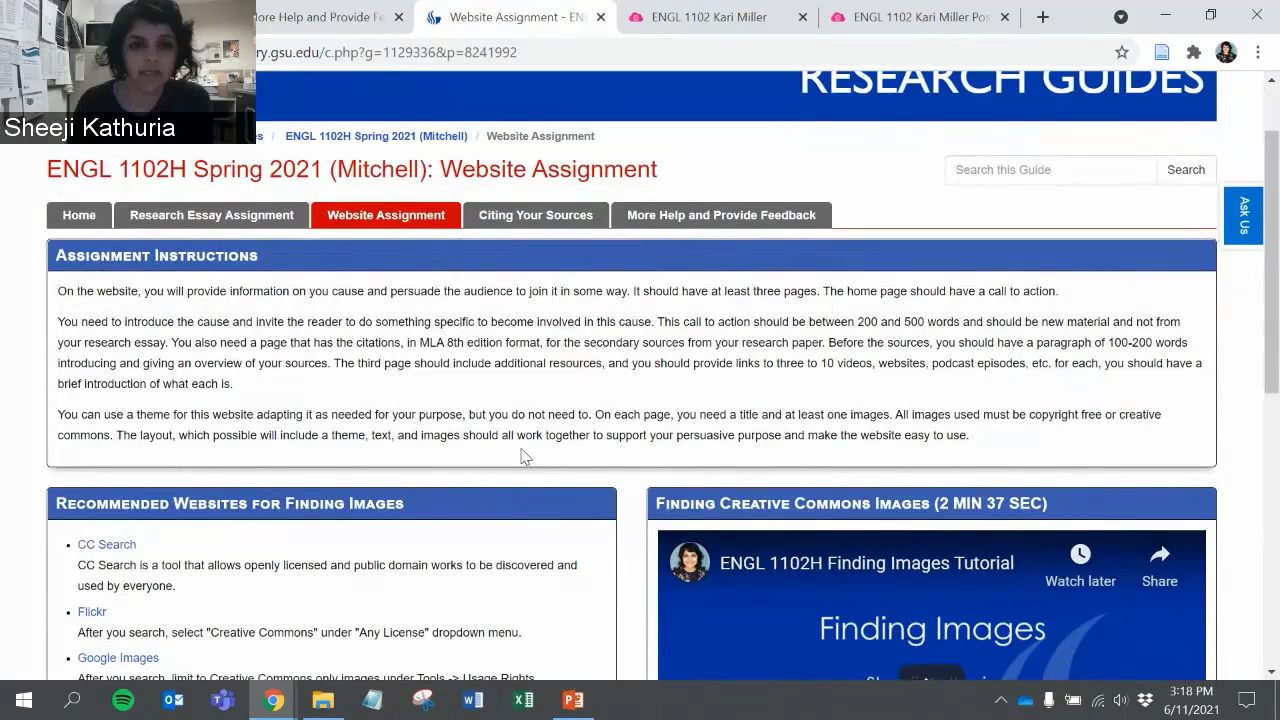 More Help and Provide Fe
Website Assignment - EN
ENGL 1102 Kari Miller
ENGL 1102 Kari Miller Pos
ry.gsu.edu/c.php?g=1129336&p=8241992
Sheeji Kathuria
RESEARCH GUIDES
es / ENGL 1102H Spring 2021 (Mitchell) / Website Assignment
ENGL 1102H Spring 2021 (Mitchell): Website Assignment
Search this Guide
Search
Ask Us
Home
Research Essay Assignment
Website Assignment
Citing Your Sources
More Help and Provide Feedback
Assignment Instructions
On the website, you will provide information on you cause and persuade the audience to join it in some way. It should have at least three pages. The home page should have a call to action.
You need to introduce the cause and invite the reader to do something specific to become involved in this cause. This call to action should be between 200 and 500 words and should be new material and not from
your research essay. You also need a page that has the citations, in MLA 8th edition format, for the secondary sources from your research paper. Before the sources, you should have a paragraph of 100-200 words
introducing and giving an overview of your sources. The third page should include additional resources, and you should provide links to three to 10 videos, websites, podcast episodes, etc. for each, you should have a
brief introduction of what each is.
You can use a theme for this website adapting it as needed for your purpose, but you do not need to. On each page, you need a title and at least one images. All images used must be copyright free or creative
commons. The layout, which possible will include a theme, text, and images should all work together to support your persuasive purpose and make the website easy to use.
Recommended Websites for Finding Images
• CC Search
CC Search is a tool that allows openly licensed and public domain works to be discovered and
used by everyone.
• Flickr
After you search, select "Creative Commons" under "Any License" dropdown menu.
• Google Images
After you search, limit to Creative Commons only images under Tools -> Usage Rights
Finding Creative Commons Images (2 MIN 37 SEC)
ENGL 1102H Finding Images Tutorial
Watch later
Share
Finding Images
3:18 PM
6/11/2021